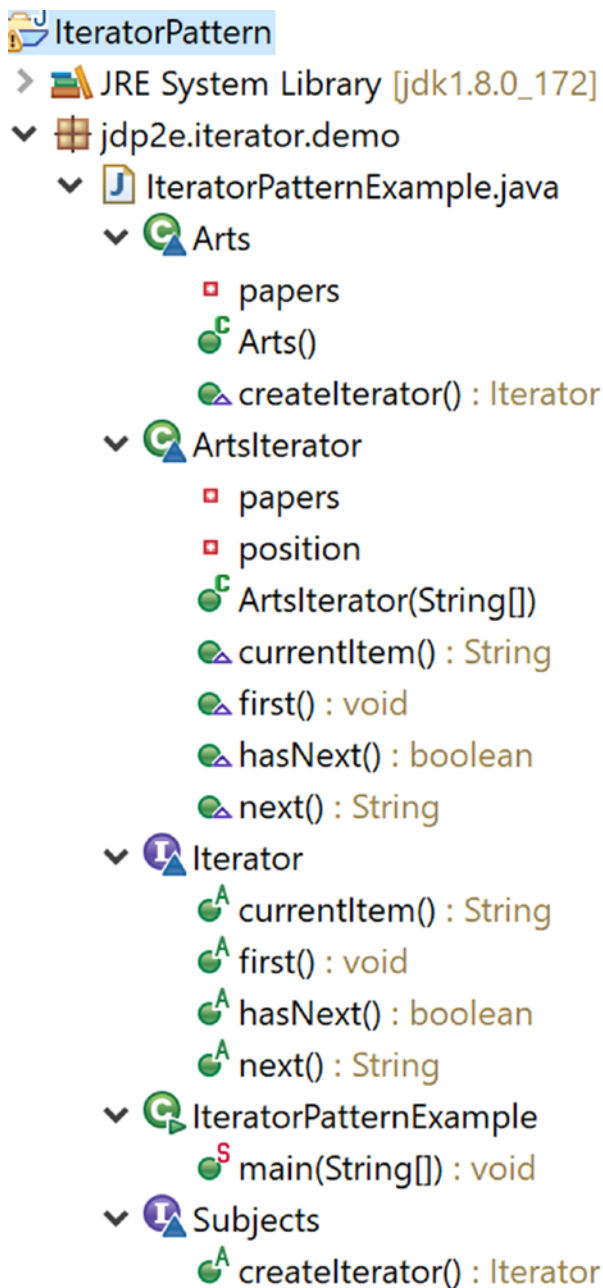 IteratorPattern
JRE System Library [jdk1.8.0_172]
jdp2e.iterator.demo
IteratorPatternExample.java
Arts
papers
Arts()
createIterator() : Iterator
ArtsIterator
papers
position
ArtsIterator(String[])
currentItem() : String
first() : void
hasNext() : boolean
next() : String
Iterator
currentItem() : String
first() : void
hasNext() : boolean
next() : String
IteratorPatternExample
main(String[]) : void
Subjects
createIterator() : Iterator